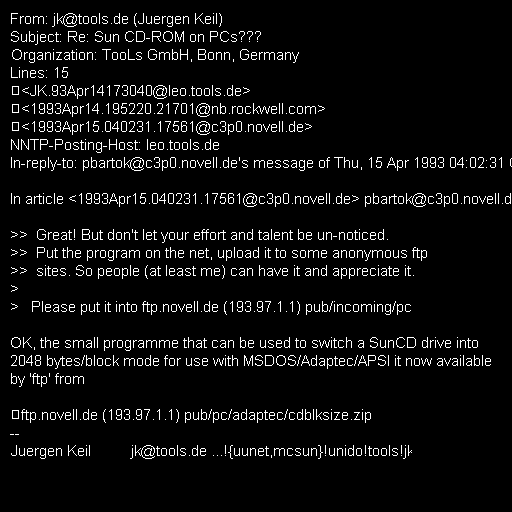 From: jk@tools.de (Juergen Keil)
Subject: Re: Sun CD-ROM on PCs???
Organization: TooLs GmbH, Bonn, Germany
Lines: 15
<JK.93Apr14173040@leo.tools.de>
<1993Apr14.195220.21701@nb.rockwell.com>
<1993Apr15.040231.17561@c3p0.novell.de>
NNTP-Posting-Host: leo.tools.de
In-reply-to: pbartok@c3p0.novell.de's message of Thu, 15 Apr 1993 04:02:31

In article <1993Apr15.040231.17561@c3p0.novell.de> pbartok@c3p0.novell.d

>>  Great! But don't let your effort and talent be un-noticed.
>>  Put the program on the net, upload it to some anonymous ftp
>>  sites. So people (at least me) can have it and appreciate it.
>
>   Please put it into ftp.novell.de (193.97.1.1) pub/incoming/pc

OK, the small programme that can be used to switch a SunCD drive into
2048 bytes/block mode for use with MSDOS/Adaptec/APSI it now available
by 'ftp' from

ftp.novell.de (193.97.1.1) pub/pc/adaptec/cdblksize.zip
--
Juergen Keil          jk@tools.de ...!{uunet,mcsun}!unido!tools!jk